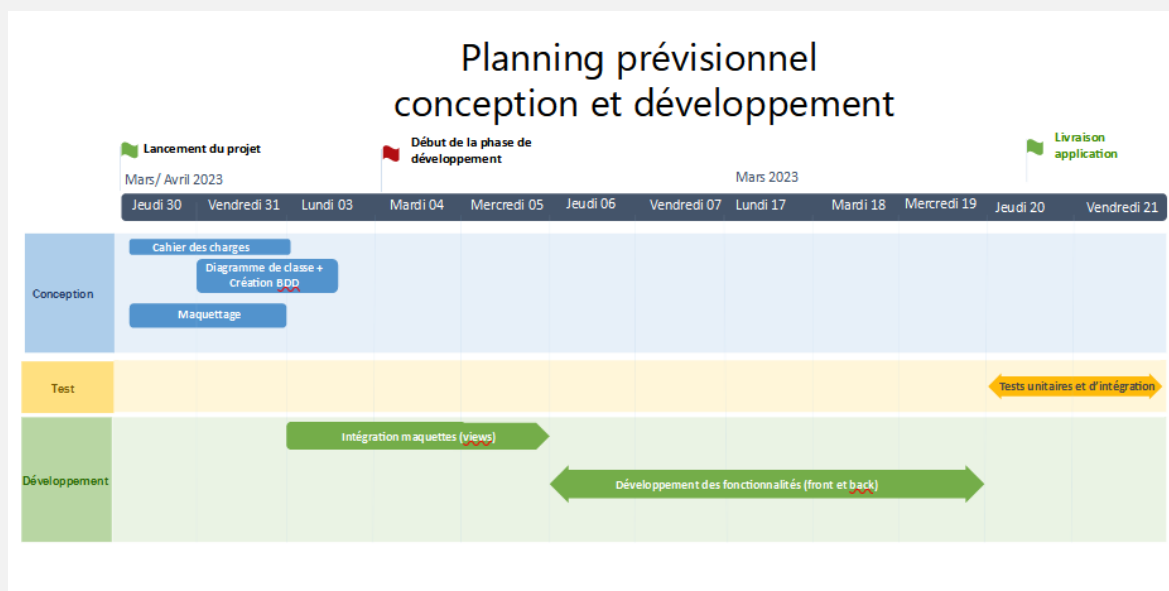 Planning prévisionnel
conception et développement
Lancement du projet
Début de la phase de
développement
Livraison
application
Mars/ Avril 2023
Mars 2023
Jeudi 30
Vendredi 31
Lundi 03
Mardi 04
Mercredi 05
Jeudi 06
Vendredi 07
Lundi 17
Mardi 18
Mercredi 19
Jeudi 20
Vendredi 21
Conception
Cahier des charges
Diagramme de classe +
Création BDD
Maquettage
Test
Tests unitaires et d'intégration
Développement
Intégration maquettes (views)
Développement des fonctionnalités (front et back)